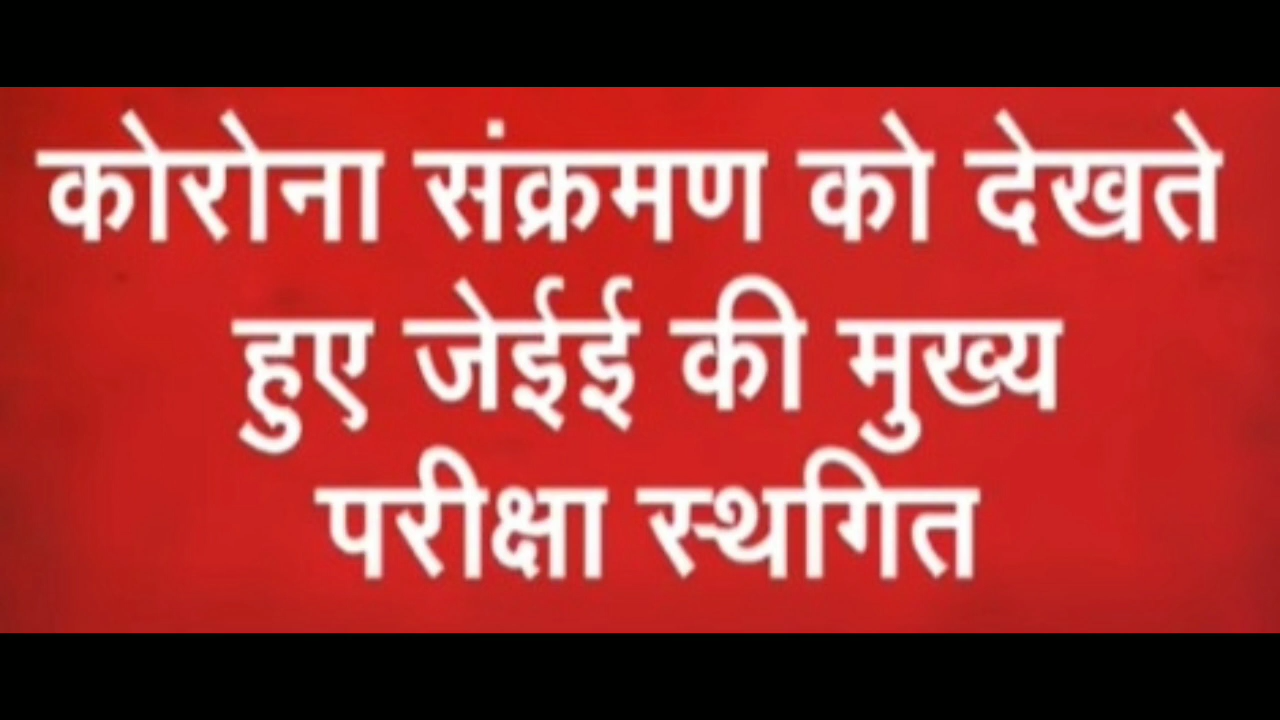 कोरोना संक्रमण को देखते
हुए जेईई की मुख्य
परीक्षा स्थगित